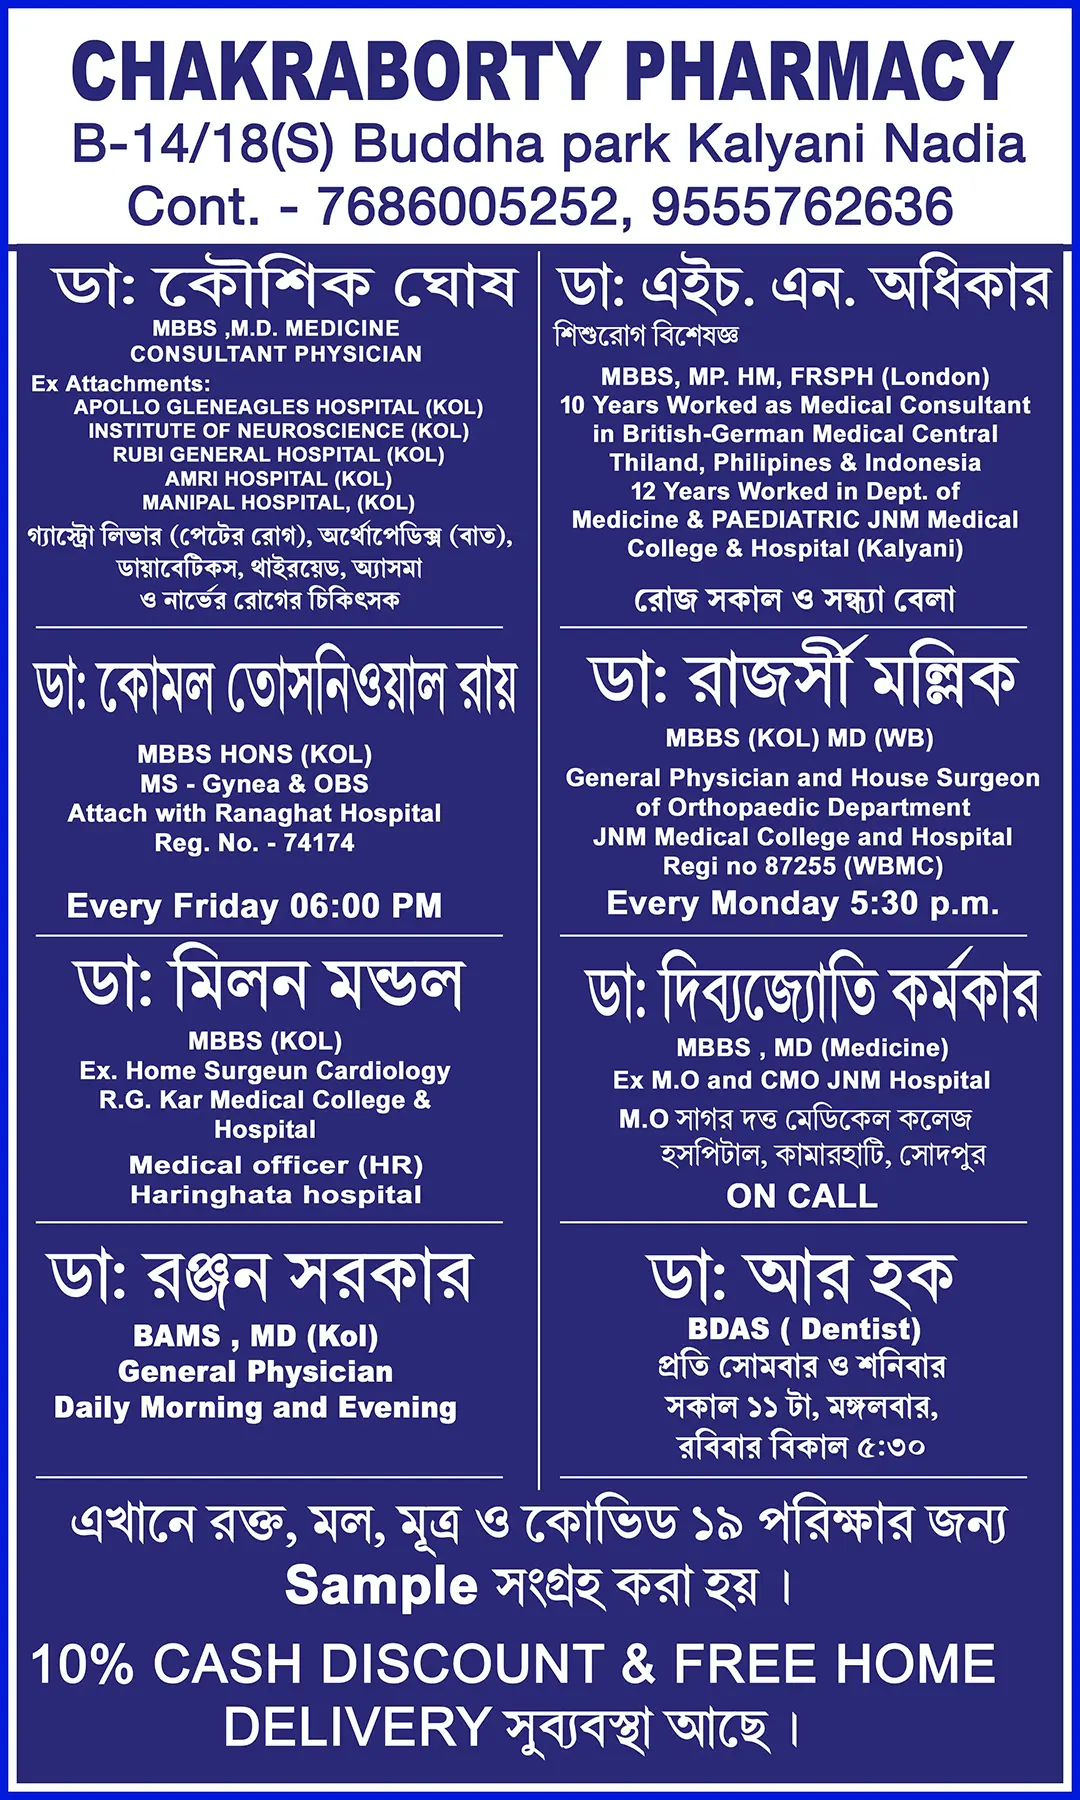 CHAKRABORTY PHARMACY
B-14/18(S) Buddha park Kalyani Nadia
Cont. - 7686005252, 9555762636
ডা: কৌশিক ঘোষ
MBBS ,M.D. MEDICINE
CONSULTANT PHYSICIAN
Ex Attachments:
APOLLO GLENEAGLES HOSPITAL (KOL)
INSTITUTE OF NEUROSCIENCE (KOL)
RUBI GENERAL HOSPITAL (KOL)
AMRI HOSPITAL (KOL)
MANIPAL HOSPITAL, (KOL)
গ্যাস্ট্রো লিভার (পেটের রোগ), অর্থোপেডিক্স (বাত),
ডায়াবেটিকস, থাইরয়েড, অ্যাসমা
ও নার্ভের রোগের চিকিৎসক
ডা: এইচ. এন. অধিকার
শিশুরোগ বিশেষজ্ঞ
MBBS, MP. HM, FRSPH (London)
10 Years Worked as Medical Consultant
in British-German Medical Central
Thiland, Philipines & Indonesia
12 Years Worked in Dept. of
Medicine & PAEDIATRIC JNM Medical
College & Hospital (Kalyani)
রোজ সকাল ও সন্ধ্যা বেলা
ডা: কোমল তোসনিওয়াল রায়
MBBS HONS (KOL)
MS - Gynea & OBS
Attach with Ranaghat Hospital
Reg. No. - 74174
Every Friday 06:00 PM
ডা: রাজর্সী মল্লিক
MBBS (KOL) MD (WB)
General Physician and House Surgeon
of Orthopaedic Department
JNM Medical College and Hospital
Regi no 87255 (WBMC)
Every Monday 5:30 p.m.
ডা: মিলন মন্ডল
MBBS (KOL)
Ex. Home Surgeun Cardiology
R.G. Kar Medical College &
Hospital
Medical officer (HR)
Haringhata hospital
ডা: দিব্যজ্যোতি কর্মকার
MBBS , MD (Medicine)
Ex M.O and CMO JNM Hospital
M.O সাগর দত্ত মেডিকেল কলেজ
হসপিটাল, কামারহাটি, সোদপুর
ON CALL
ডা: রঞ্জন সরকার
BAMS , MD (Kol)
General Physician
Daily Morning and Evening
ডা: আর হক
BDAS ( Dentist)
প্রতি সোমবার ও শনিবার
সকাল ১১ টা, মঙ্গলবার,
রবিবার বিকাল ৫:৩০
এখানে রক্ত, মল, মূত্র ও কোভিড ১৯ পরিক্ষার জন্য
Sample সংগ্রহ করা হয় ।
10% CASH DISCOUNT & FREE HOME
DELIVERY সুব্যবস্থা আছে ।